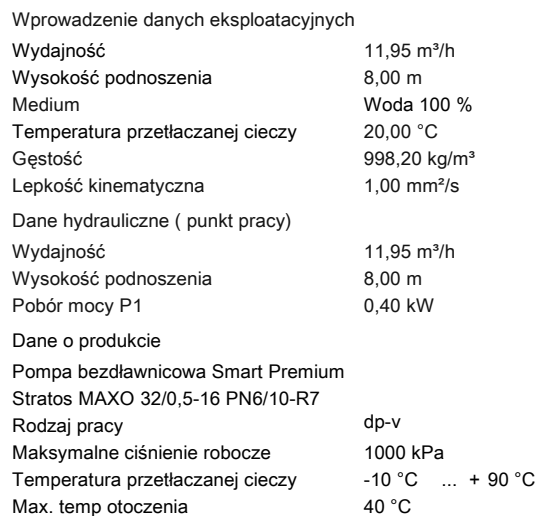 Wprowadzenie danych eksploatacyjnych
Wydajność 11,95 m³/h
Wysokość podnoszenia 8,00 m
Medium Woda 100 %
Temperatura przetłaczanej cieczy 20,00 °C
Gęstość 998,20 kg/m³
Lepkość kinematyczna 1,00 mm²/s
Dane hydrauliczne ( punkt pracy)
Wydajność 11,95 m³/h
Wysokość podnoszenia 8,00 m
Pobór mocy P1 0,40 kW
Dane o produkcie
Pompa bezdławnicowa Smart Premium
Stratos MAXO 32/0,5-16 PN6/10-R7
Rodzaj pracy dp-v
Maksymalne ciśnienie robocze 1000 kPa
Temperatura przetłaczanej cieczy -10 °C ... + 90 °C
Max. temp otoczenia 40 °C